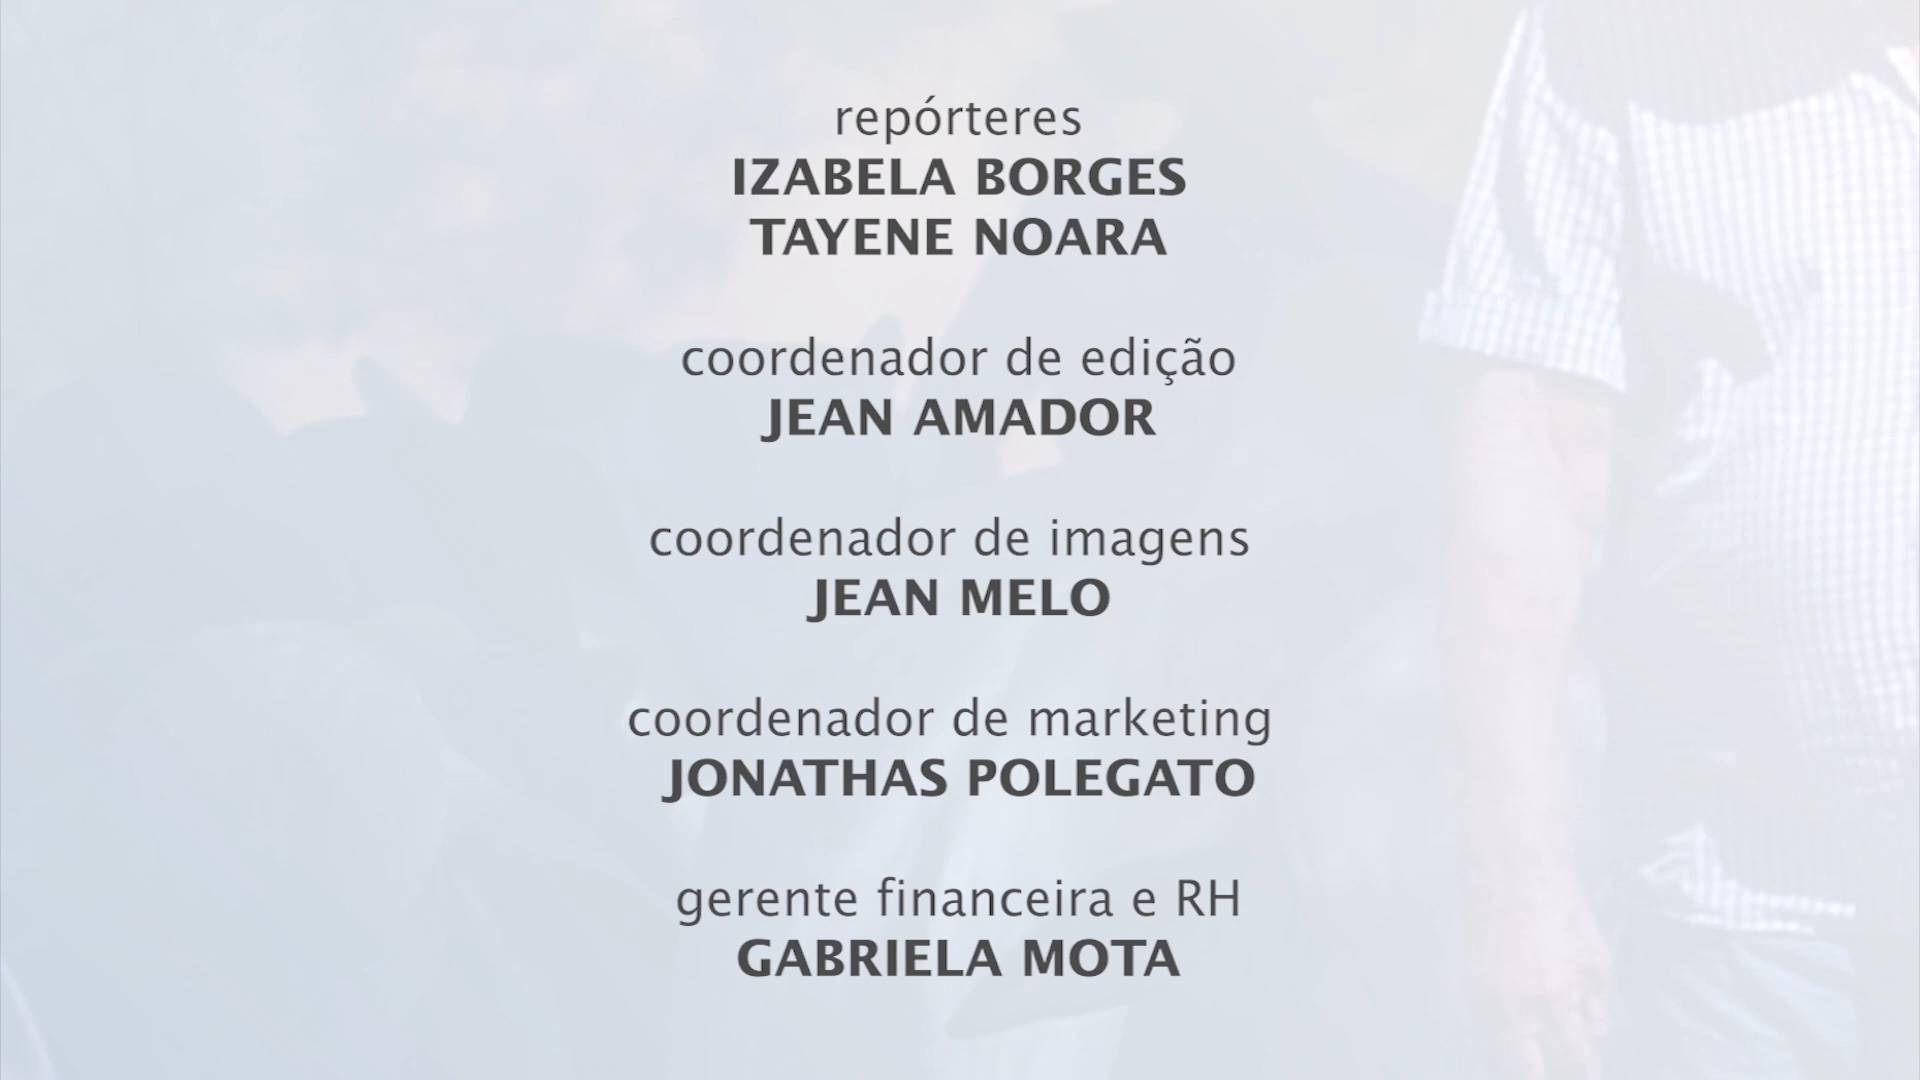 repórteres
IZABELA BORGES
TAYENE NOARA
coordenador de edição
JEAN AMADOR
coordenador de imagens
JEAN MELO
coordenador de marketing
JONATHAS POLEGATO
gerente financeira e RH
GABRIELA MOTA